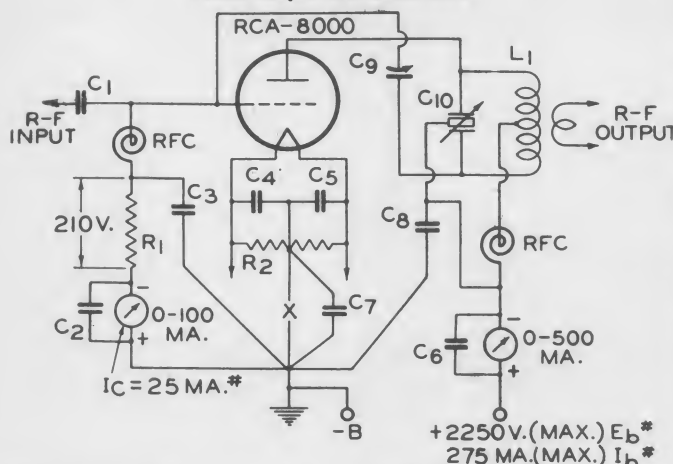 RCA-8000
C1
R-F
INPUT
RFC
C3
210V.
R1
C2
-
0-100
MA.
+
IC=25 MA.#
C4
C5
R2
X
C7
-B
C9
C10
L1
R-F
OUTPUT
C8
RFC
-
C6
0-500
MA.
+
+2250V.(MAX.) Eb#
275 MA.(MAX.) Ib#